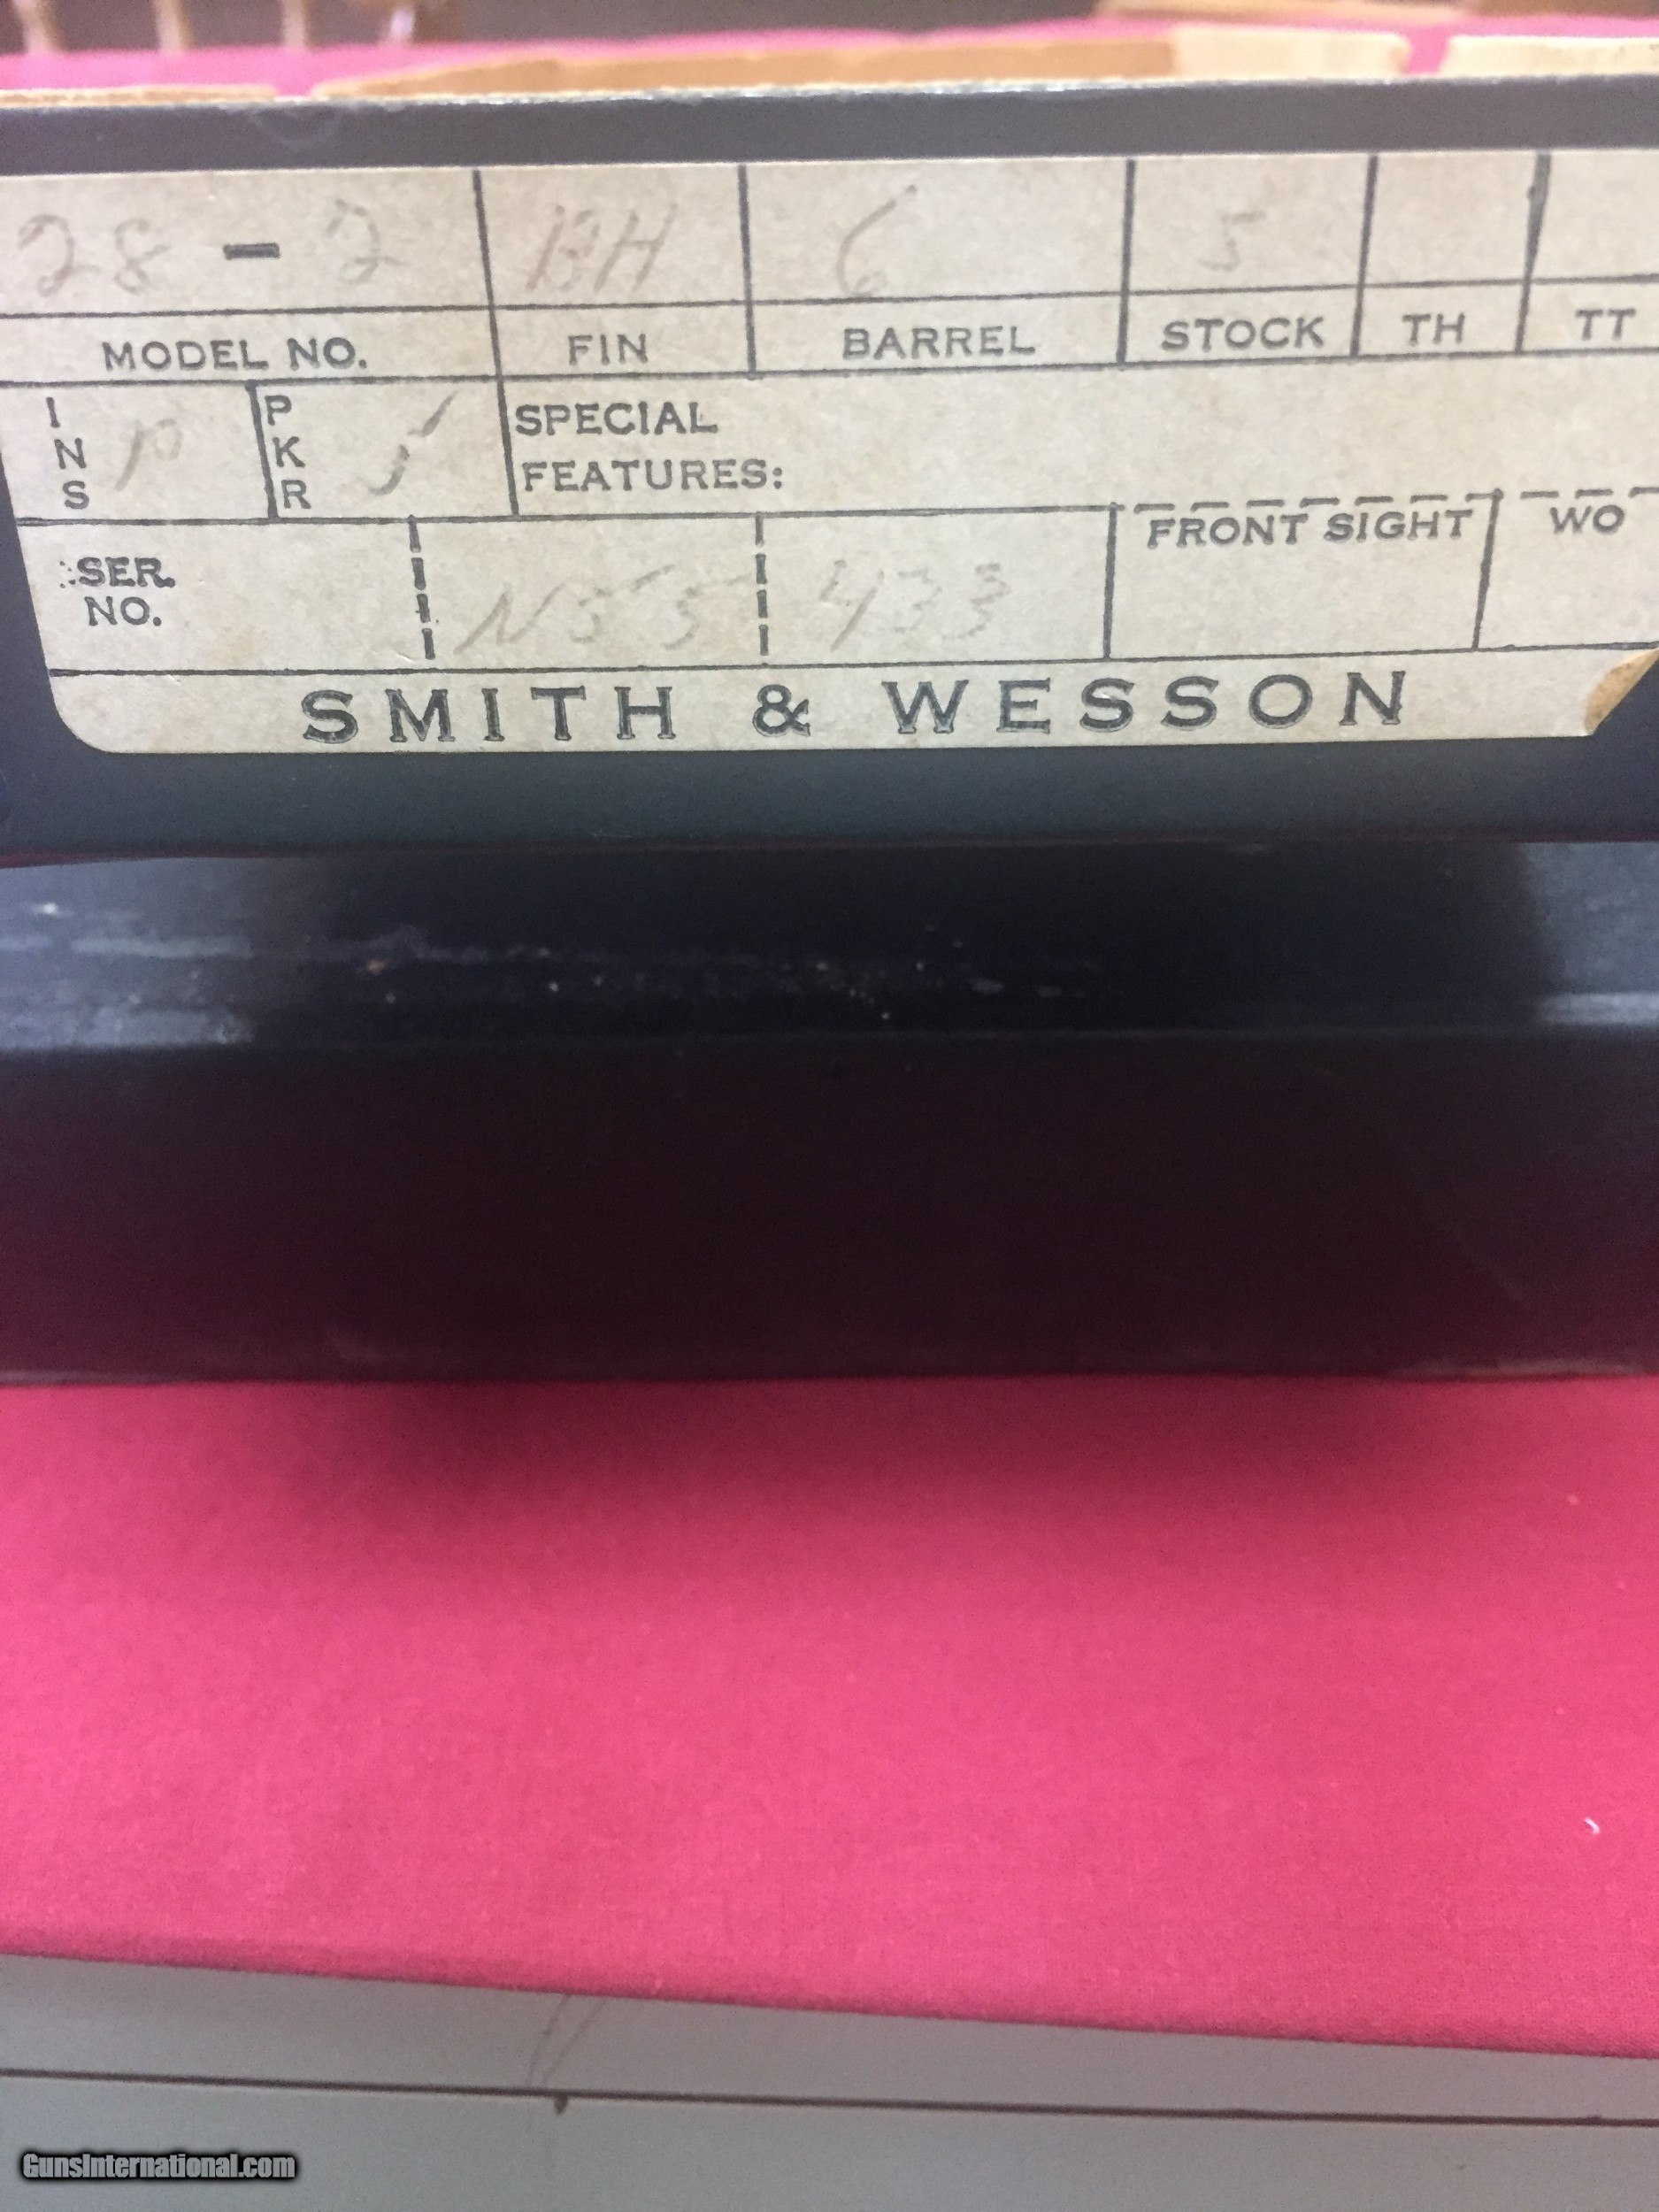 28 - 2 BH 6 5
MODEL NO. FIN BARREL STOCK TH TT
INS 10 PKR SPECIAL
FEATURES:
FRONT SIGHT WO
SER. N55 433
NO.
SMITH & WESSON
GunsInternational.com